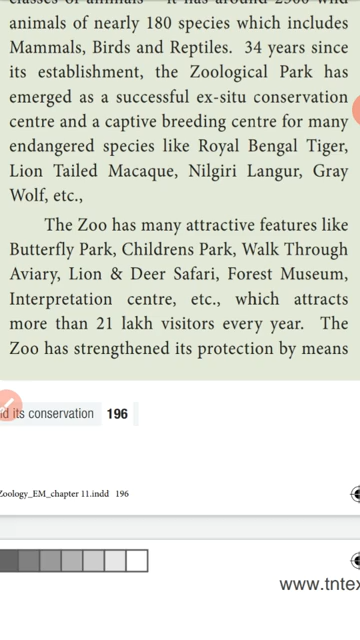 animals of nearly 180 species which includes
Mammals, Birds and Reptiles. 34 years since
its establishment, the Zoological Park has
emerged as a successful ex-situ conservation
centre and a captive breeding centre for many
endangered species like Royal Bengal Tiger,
Lion Tailed Macaque, Nilgiri Langur, Gray
Wolf, etc.,
The Zoo has many attractive features like
Butterfly Park, Childrens Park, Walk Through
Aviary, Lion & Deer Safari, Forest Museum,
Interpretation centre, etc., which attracts
more than 21 lakh visitors every year. The
Zoo has strengthened its protection by means
its conservation 196
Zoology_EM_chapter 11.indd 196
www.tntex